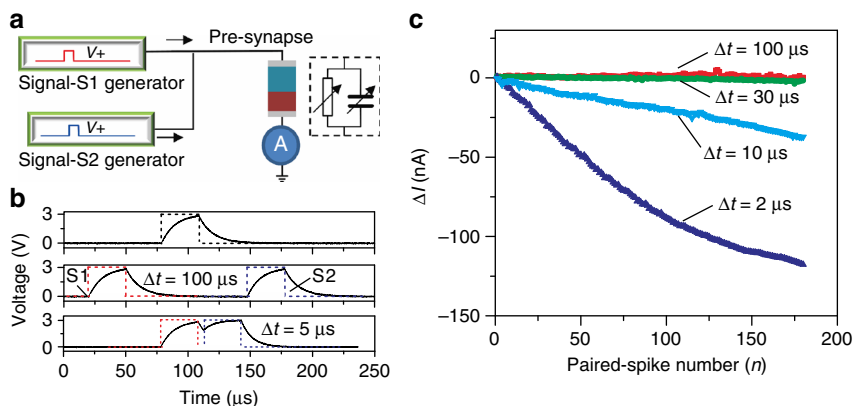 a
V+
Pre-synapse
Signal-S1 generator
V+
Signal-S2 generator
A
b
Voltage (V)
3
0
3
0
S1
Δt = 100 μs
S2
3
0
Δt = 5 μs
0
50
100
150
200
250
Time (μs)
c
ΔI (nA)
0
−50
−100
−150
Δt = 100 μs
Δt = 30 μs
Δt = 10 μs
Δt = 2 μs
0
50
100
150
200
Paired-spike number (n)